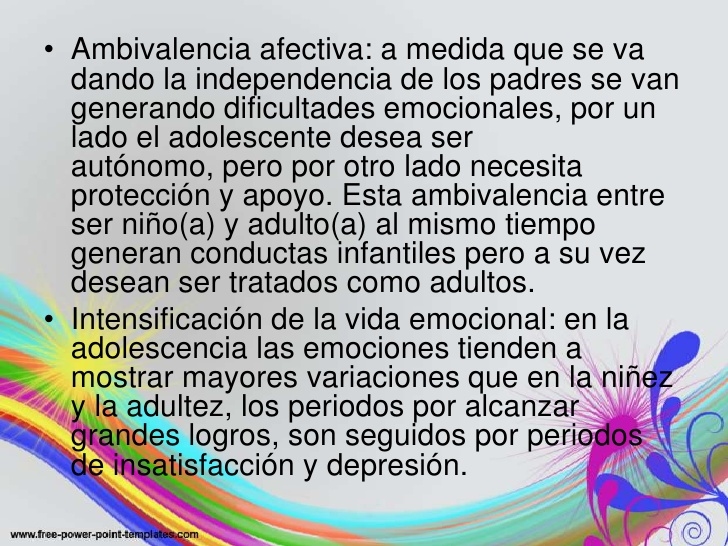 • Ambivalencia afectiva: a medida que se va
dando la independencia de los padres se van
generando dificultades emocionales, por un
lado el adolescente desea ser
autónomo, pero por otro lado necesita
protección y apoyo. Esta ambivalencia entre
ser niño(a) y adulto(a) al mismo tiempo
generan conductas infantiles pero a su vez
desean ser tratados como adultos.
• Intensificación de la vida emocional: en la
adolescencia las emociones tienden a
mostrar mayores variaciones que en la niñez
y la adultez, los periodos por alcanzar
grandes logros, son seguidos por periodos
de insatisfacción y depresión.
www.free-power-point-templates.com